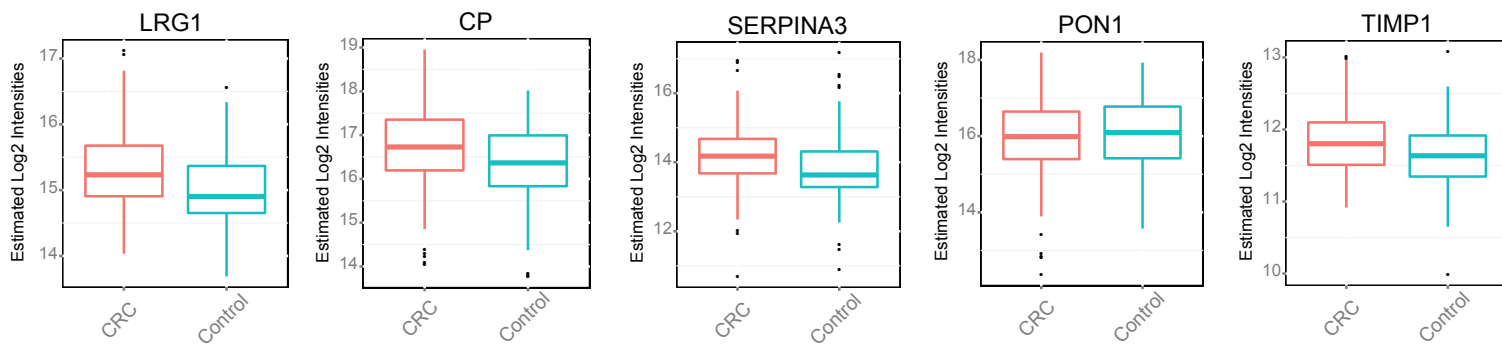 LRG1
Estimated Log2 Intensities
17
16
15
14
CRC
Control
CP
Estimated Log2 Intensities
19
18
17
16
15
14
CRC
Control
SERPINA3
Estimated Log2 Intensities
16
14
12
CRC
Control
PON1
Estimated Log2 Intensities
18
16
14
CRC
Control
TIMP1
Estimated Log2 Intensities
13
12
11
10
CRC
Control